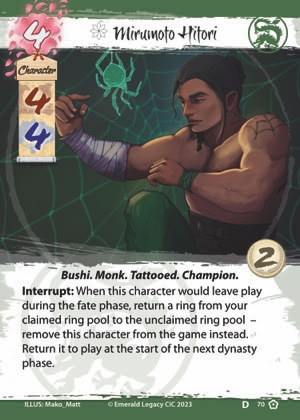 4
Mirumoto Hitori
Character
4
4
2
Bushi. Monk. Tattooed. Champion.
Interrupt: When this character would leave play
during the fate phase, return a ring from your
claimed ring pool to the unclaimed ring pool –
remove this character from the game instead.
Return it to play at the start of the next dynasty
phase.
ILLUS: Mako_Matt © Emerald Legacy CIC 2023 D 70